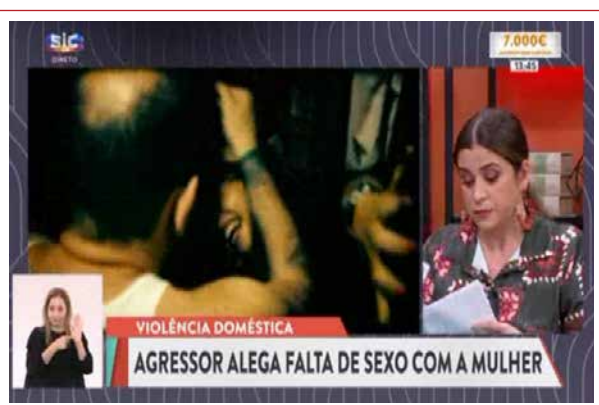 SIC
DIRETO
7.000€
13:45
VIOLÊNCIA DOMÉSTICA
AGRESSOR ALEGA FALTA DE SEXO COM A MULHER